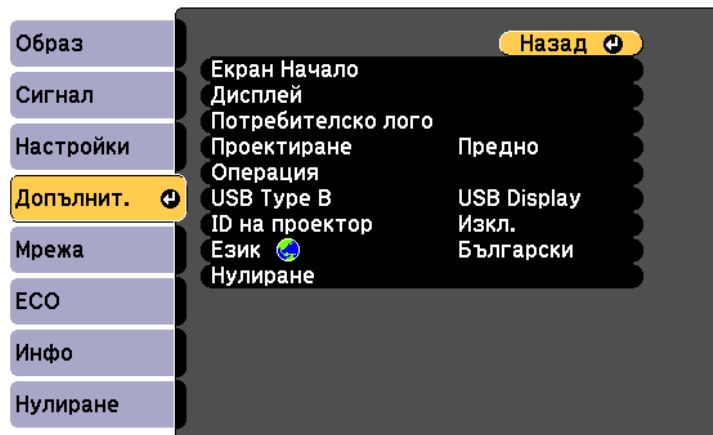 Образ
Сигнал
Настройки
Допълнит.
Мрежа
ECO
Инфо
Нулиране
Назад
Екран Начало
Дисплей
Потребителско лого
Проектиране Предно
Операция
USB Type B USB Display
ID на проектор Изкл.
Език Български
Нулиране